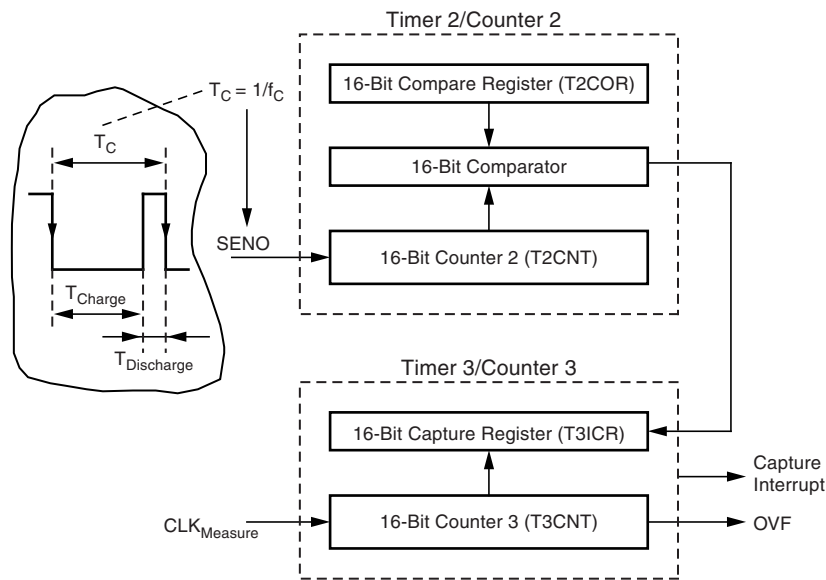 Timer 2/Counter 2
16-Bit Compare Register (T2COR)
T_C = 1/f_C
T_C
16-Bit Comparator
SENO
16-Bit Counter 2 (T2CNT)
T_Charge
T_Discharge
Timer 3/Counter 3
16-Bit Capture Register (T3ICR)
Capture
Interrupt
CLK_Measure
16-Bit Counter 3 (T3CNT)
OVF